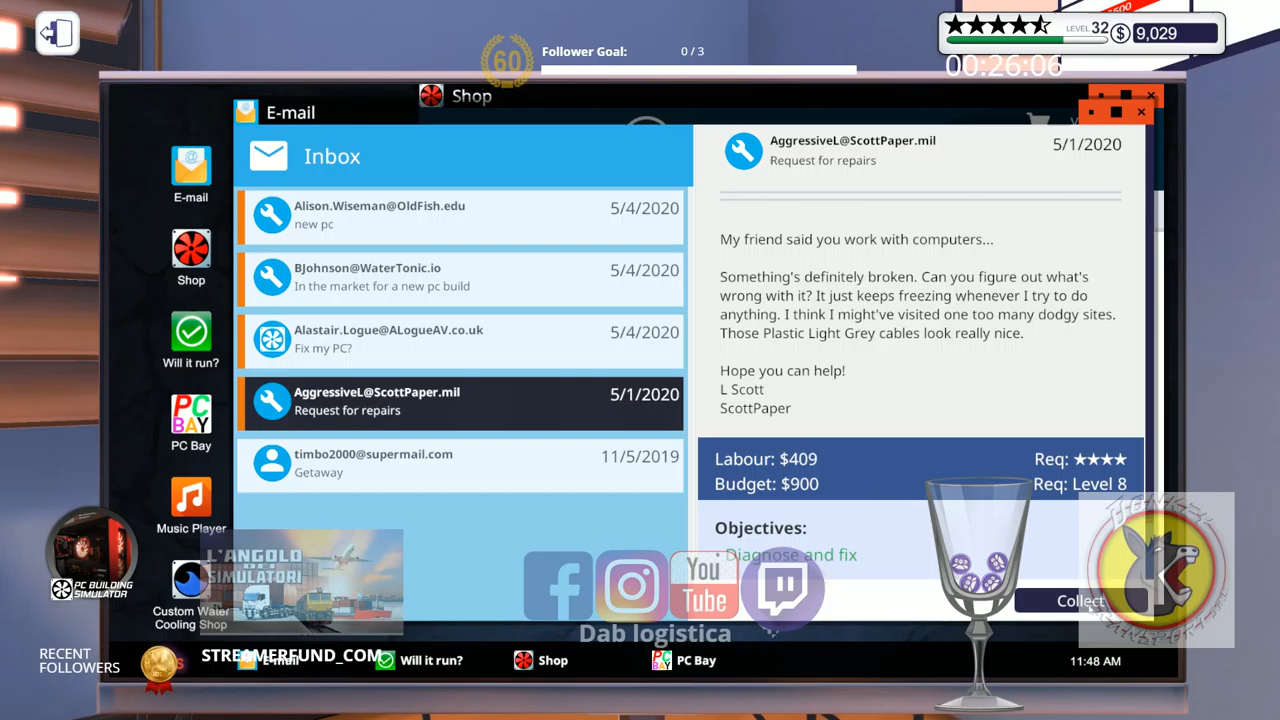 Follower Goal: 0 / 3
60
LEVEL 32 $ 9,029
00:26:06
Shop
E-mail
Inbox
E-mail
Shop
Will it run?
PC Bay
Music Player
Custom Water
Cooling Shop
PC
BAY
Alison.Wiseman@OldFish.edu 5/4/2020
new pc
BJohnson@WaterTonic.io 5/4/2020
In the market for a new pc build
Alastair.Logue@ALogueAV.co.uk 5/4/2020
Fix my PC?
AggressiveL@ScottPaper.mil 5/1/2020
Request for repairs
timbo2000@supermail.com 11/5/2019
Getaway
AggressiveL@ScottPaper.mil 5/1/2020
Request for repairs
My friend said you work with computers...
Something's definitely broken. Can you figure out what's
wrong with it? It just keeps freezing whenever I try to do
anything. I think I might've visited one too many dodgy sites.
Those Plastic Light Grey cables look really nice.
Hope you can help!
L Scott
ScottPaper
Labour: $409 Req: ★★★★
Budget: $900 Req: Level 8
Objectives:
Diagnose and fix
Collect
L'ANGOLO
DEI
SIMULATORI
PC BUILDING
SIMULATOR
You
Tube
Dab logistica
RECENT
FOLLOWERS
STREAMERFUND_COM
E-mail Will it run? Shop PC Bay 11:48 AM